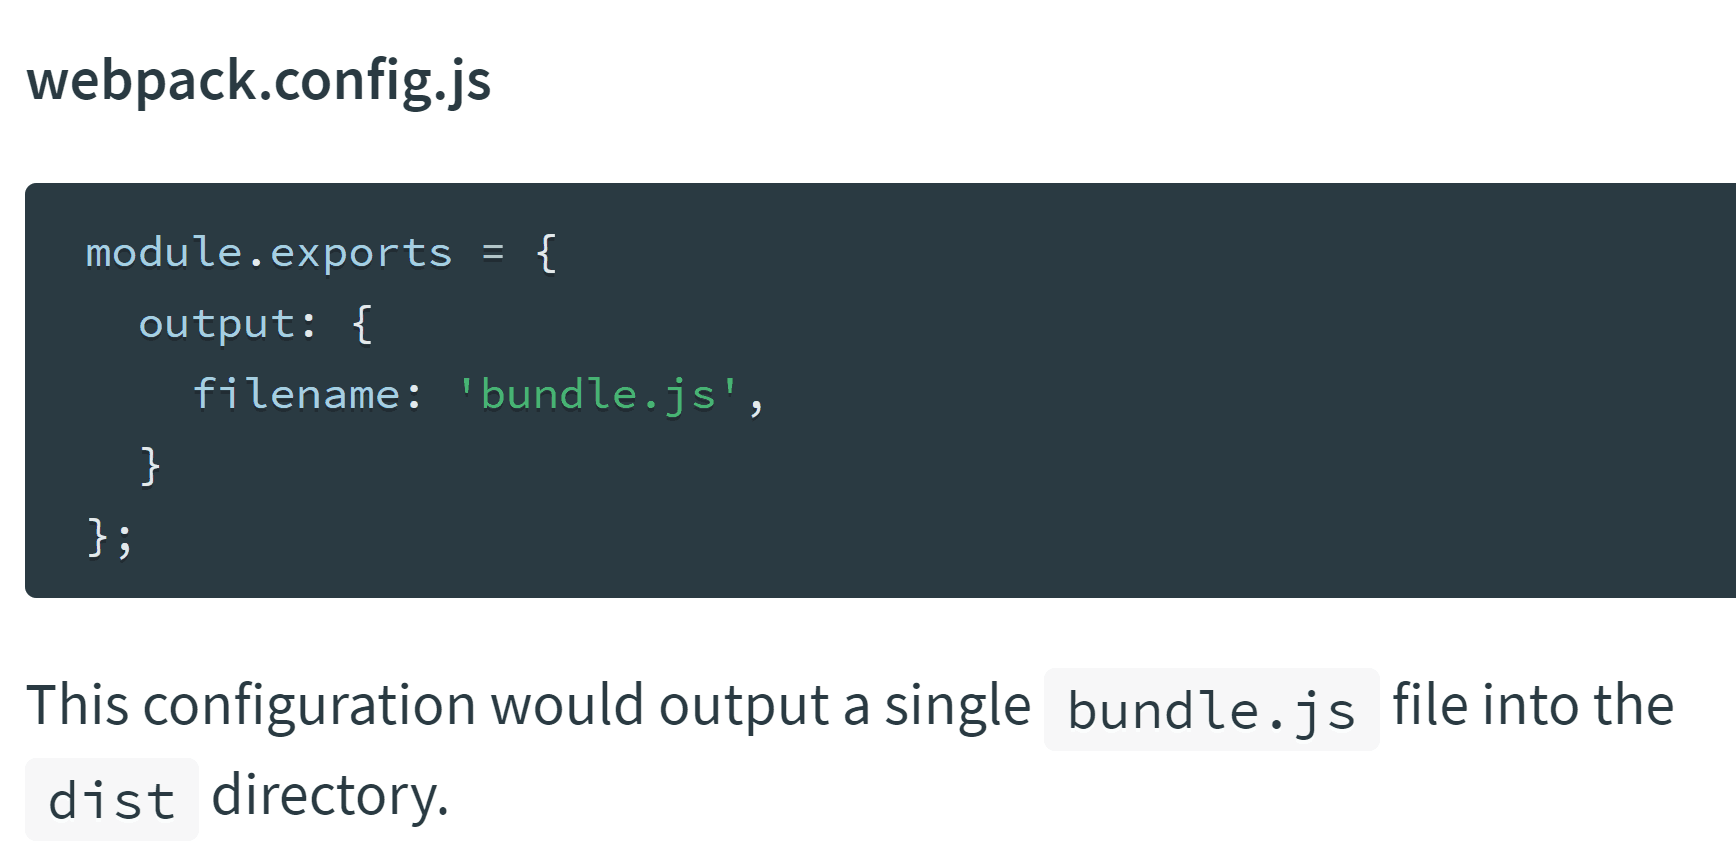 webpack.config.js
module.exports = {
  output: {
    filename: 'bundle.js',
  }
};
This configuration would output a single bundle.js file into the
dist directory.